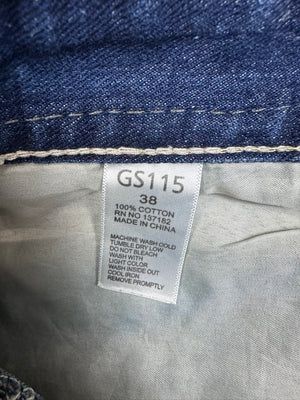 GS115
38
100% COTTON
RN NO 137182
MADE IN CHINA
MACHINE WASH COLD
TUMBLE DRY LOW
DO NOT BLEACH
WASH WITH
LIGHT COLOR
WASH INSIDE OUT
COOL IRON
REMOVE PROMPTLY